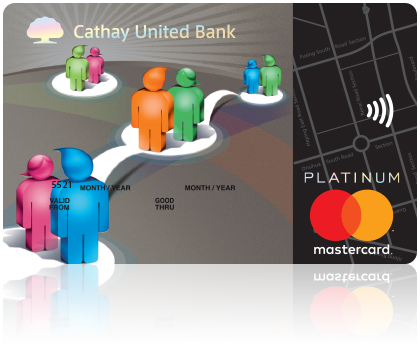 Cathay United Bank
5521
MONTH / YEAR MONTH / YEAR
VALID FROM
GOOD THRU
PLATINUM
mastercard